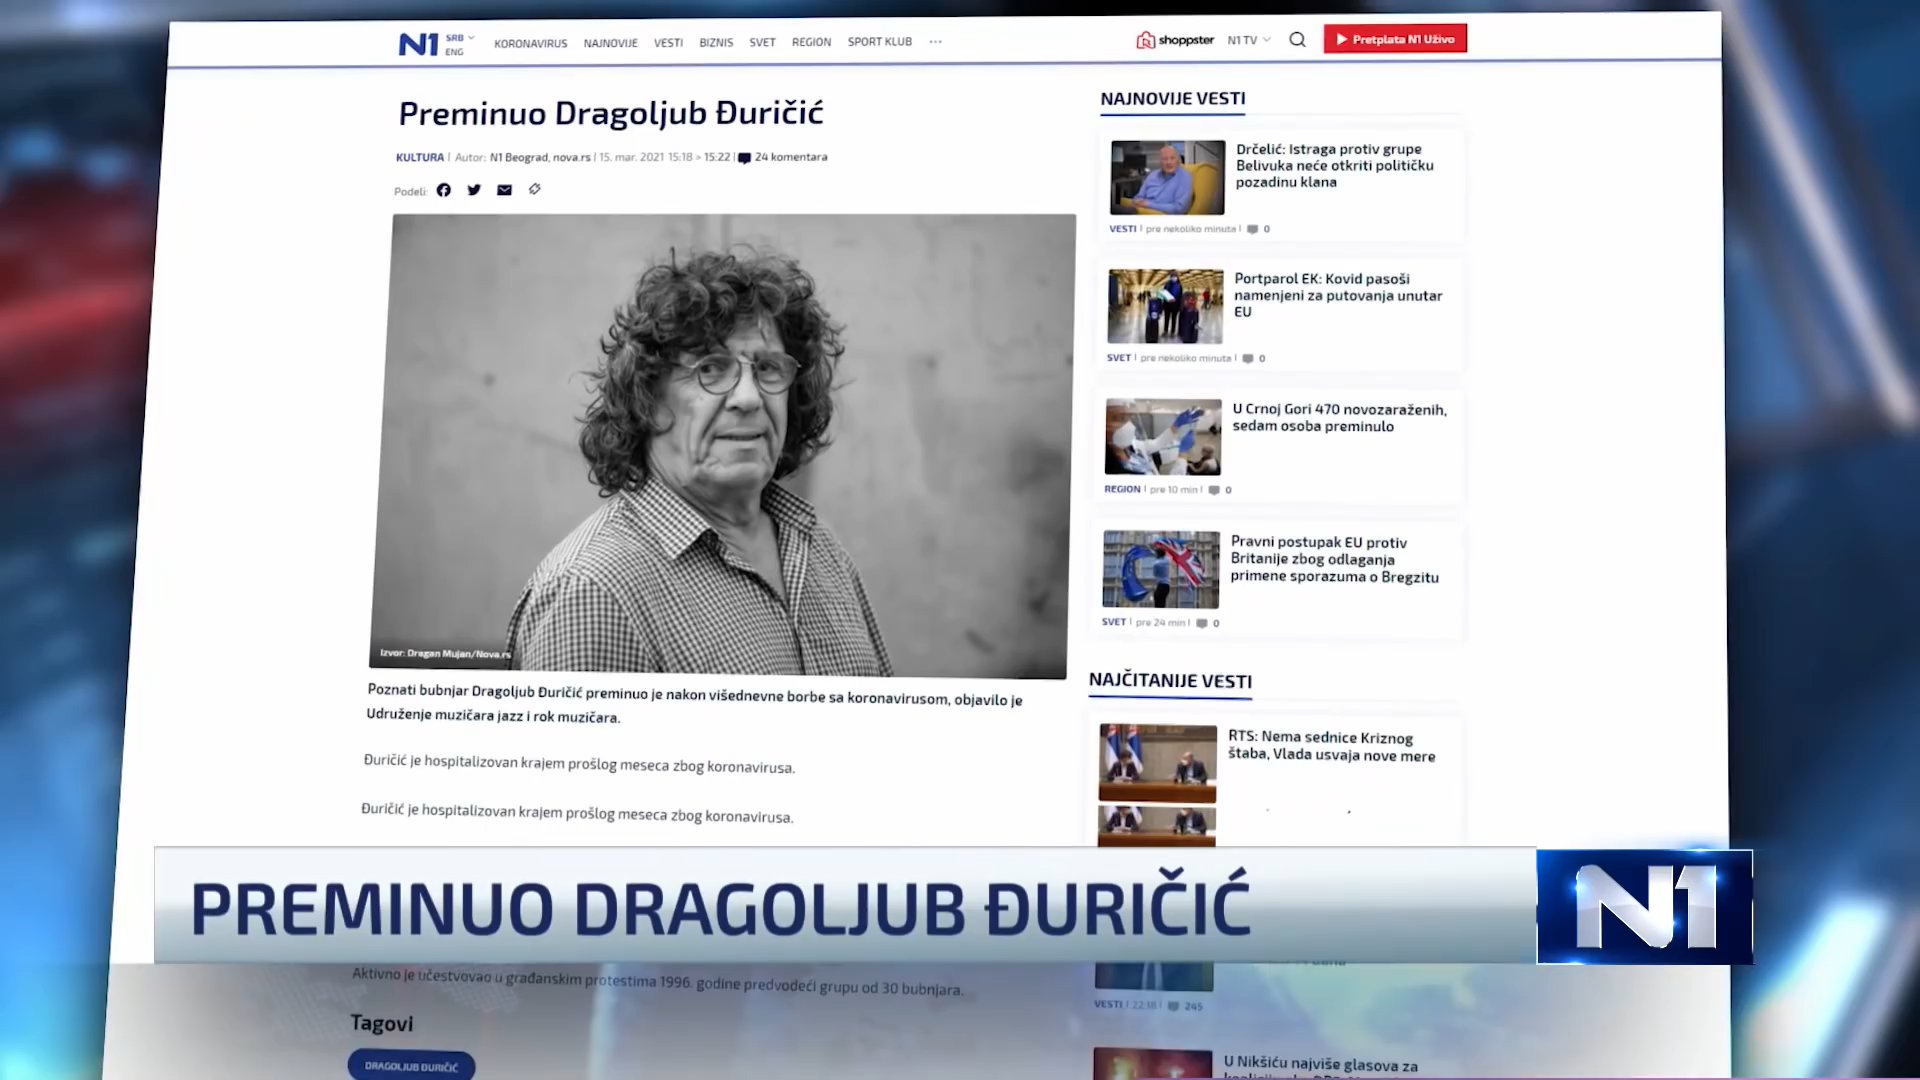 N1 SRB
ENG
KORONAVIRUS NAJNOVIJE VESTI BIZNIS SVET REGION SPORT KLUB ...
shoppster N1 TV Pretplata N1 Uživo
Preminuo Dragoljub Đuričić
KULTURA | Autor: N1 Beograd, nova.rs | 15. mar. 2021 15:18 > 15:22 | 24 komentara
Podeli:
Izvor: Dragan Mujan/Nova.rs
Poznati bubnjar Dragoljub Đuričić preminuo je nakon višednevne borbe sa koronavirusom, objavilo je
Udruženje muzičara jazz i rok muzičara.
Đuričić je hospitalizovan krajem prošlog meseca zbog koronavirusa.
Đuričić je hospitalizovan krajem prošlog meseca zbog koronavirusa.
NAJNOVIJE VESTI
Drčelić: Istraga protiv grupe
Belivuka neće otkriti političku
pozadinu klana
VESTI | pre nekoliko minuta | 0
Portparol EK: Kovid pasoši
namenjeni za putovanja unutar
EU
SVET | pre nekoliko minuta | 0
U Crnoj Gori 470 novozaraženih,
sedam osoba preminulo
REGION | pre 10 min | 0
Pravni postupak EU protiv
Britanije zbog odlaganja
primene sporazuma o Bregzitu
SVET | pre 24 min | 0
NAJČITANIJE VESTI
RTS: Nema sednice Kriznog
štaba, Vlada usvaja nove mere
PREMINUO DRAGOLJUB ĐURIČIĆ
N1
Aktivno je učestvovao u građanskim protestima 1996. godine predvodeći grupu od 30 bubnjara.
Tagovi
DRAGOLJUB ĐURIČIĆ
VESTI | 22:18 | 245
U Nikšiću najviše glasova za